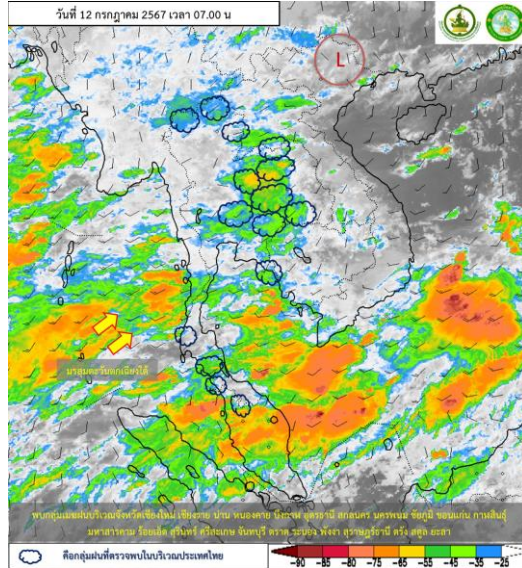 วันที่ 12 กรกฎาคม 2567 เวลา 07.00 น
L
มรสุมตะวันตกเฉียงใต้
พบกลุ่มเมฆฝนบริเวณจังหวัดเชียงใหม่ เชียงราย น่าน หนองคาย บึงกาฬ อุดรธานี สกลนคร นครพนม ชัยภูมิ ขอนแก่น กาฬสินธุ์
มหาสารคาม ร้อยเอ็ด สุรินทร์ ศรีสะเกษ จันทบุรี ตราด ระนอง พังงา สุราษฎร์ธานี ตรัง สตูล ยะลา
คือกลุ่มฝนที่ตรวจพบในบริเวณประเทศไทย
-90 -80 -75 -65 -55 -45 -35 -25